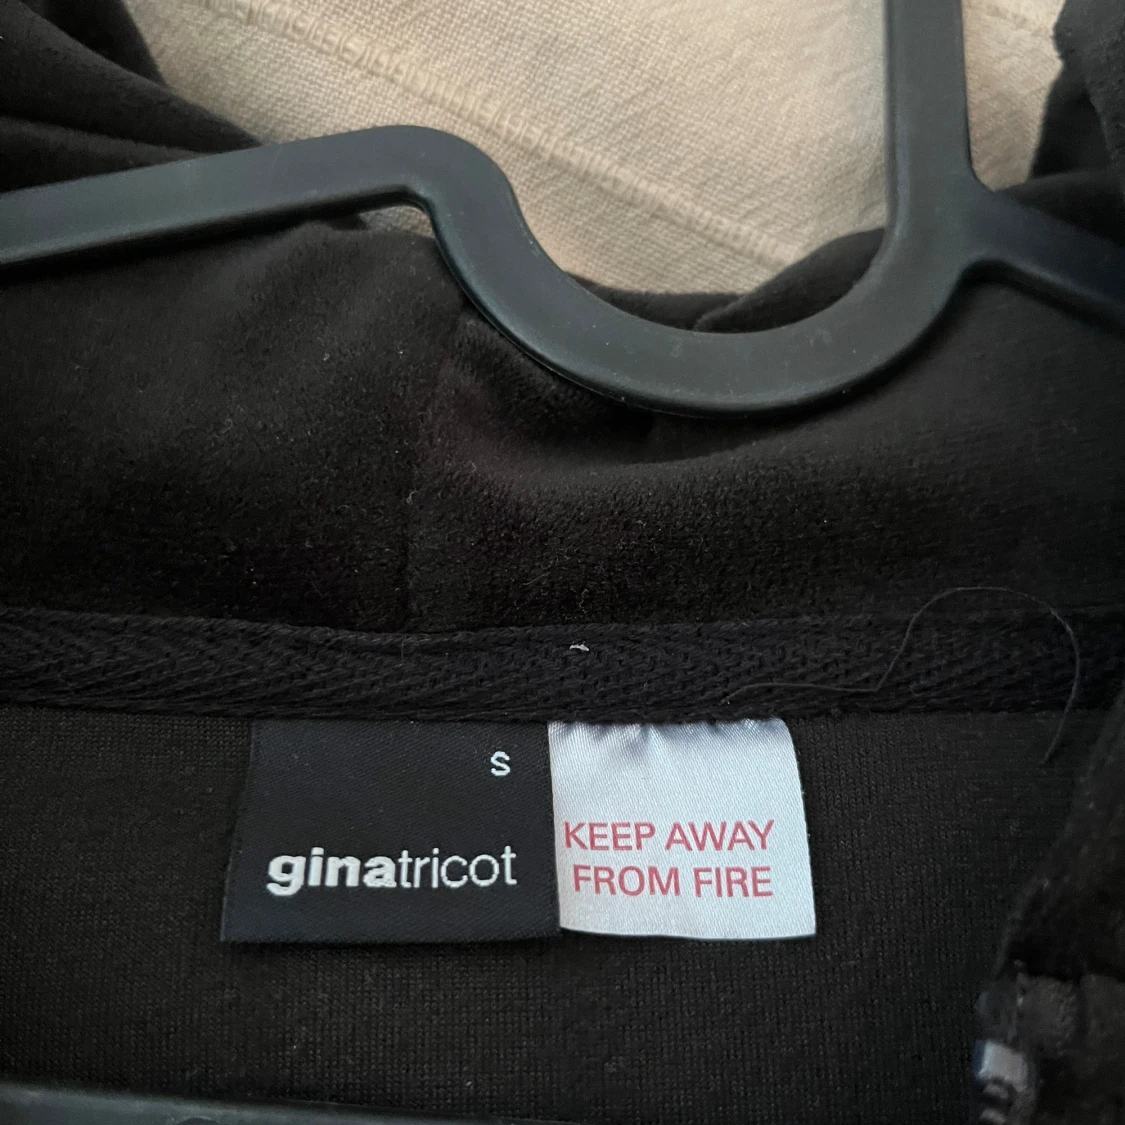 S
ginatricot
KEEP AWAY
FROM FIRE